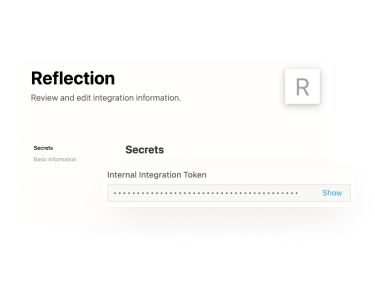 Reflection
R
Review and edit integration information.
Secrets
Basic Information
Secrets
Internal Integration Token
Show